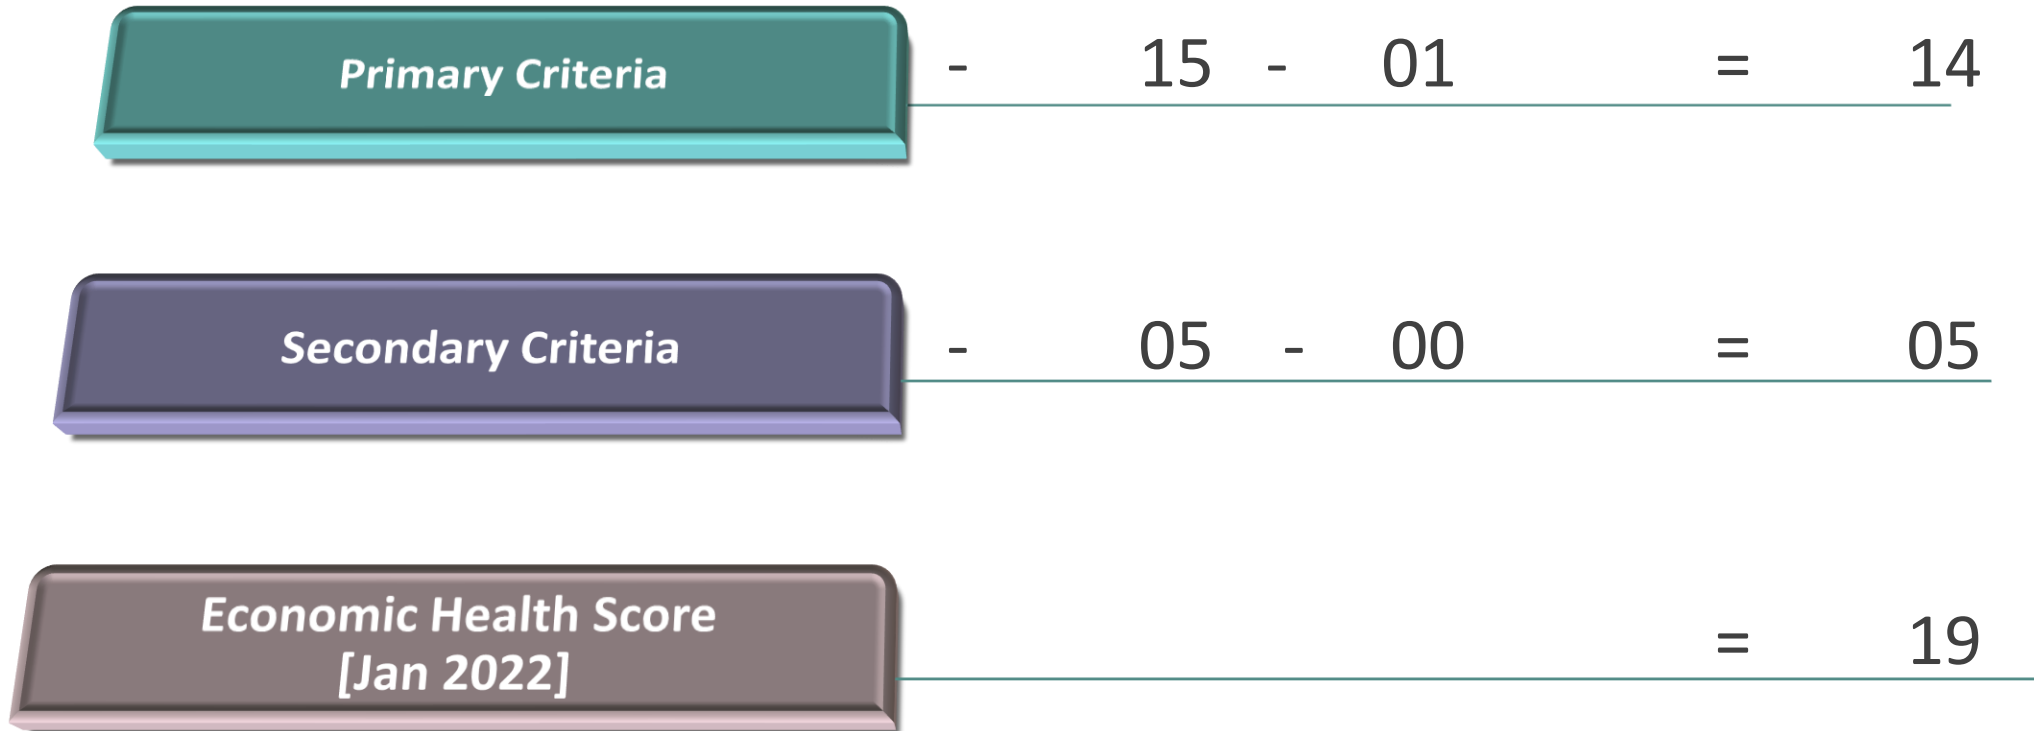 Primary Criteria - 15 - 01 = 14
Secondary Criteria - 05 - 00 = 05
Economic Health Score
[Jan 2022] = 19